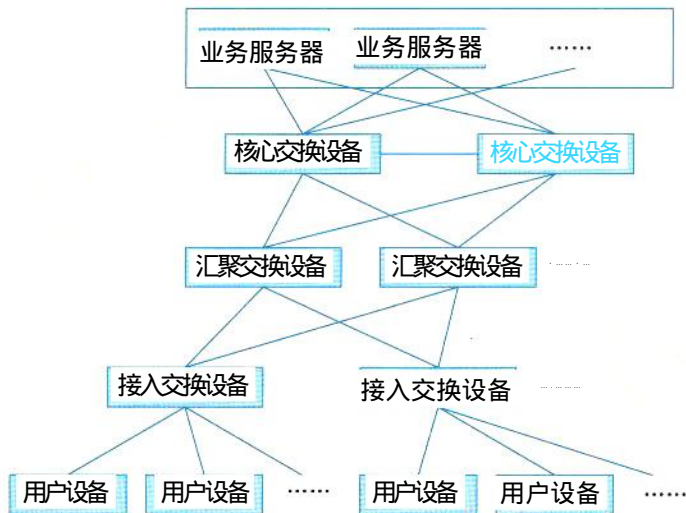 业务服务器 业务服务器 ……
核心交换设备 核心交换设备
汇聚交换设备 汇聚交换设备 ……
接入交换设备 接入交换设备 ……
用户设备 用户设备 …… 用户设备 用户设备 ……